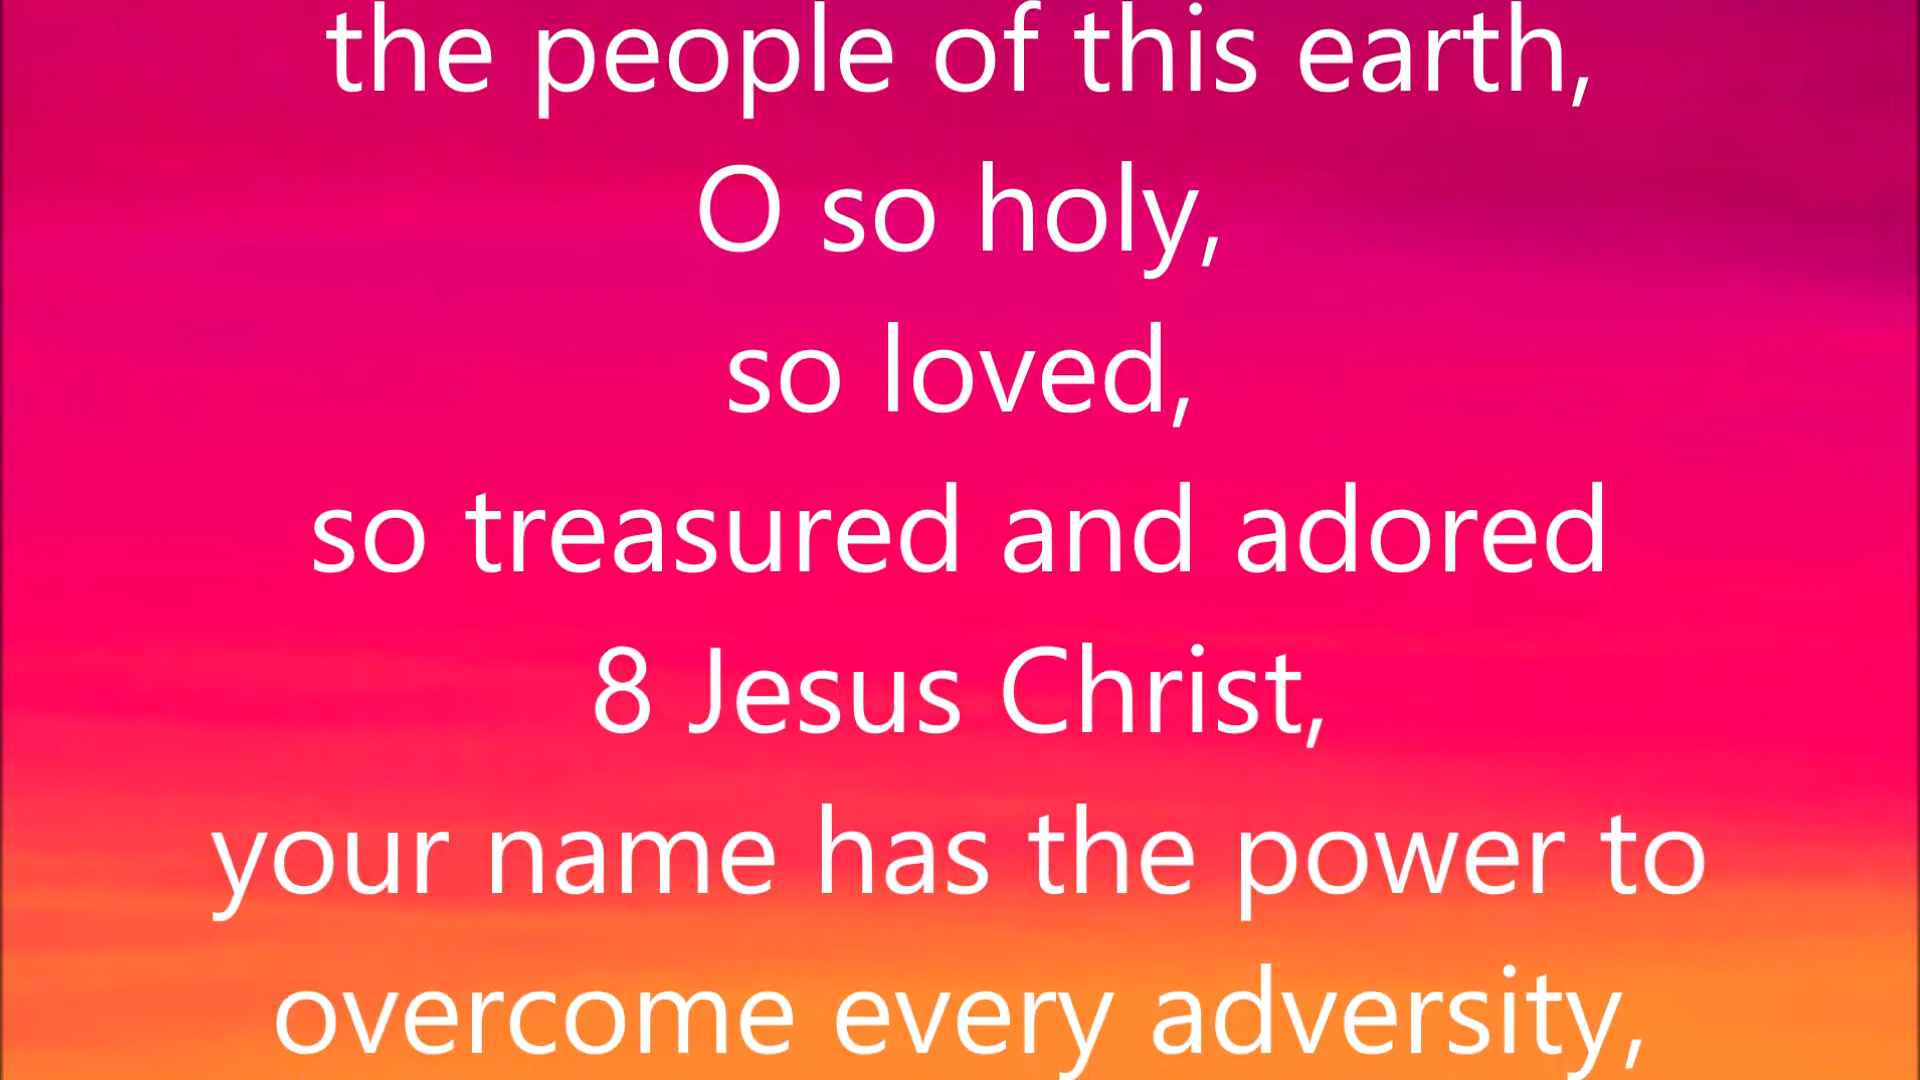 the people of this earth,
O so holy,
so loved,
so treasured and adored
8 Jesus Christ,
your name has the power to
overcome every adversity,